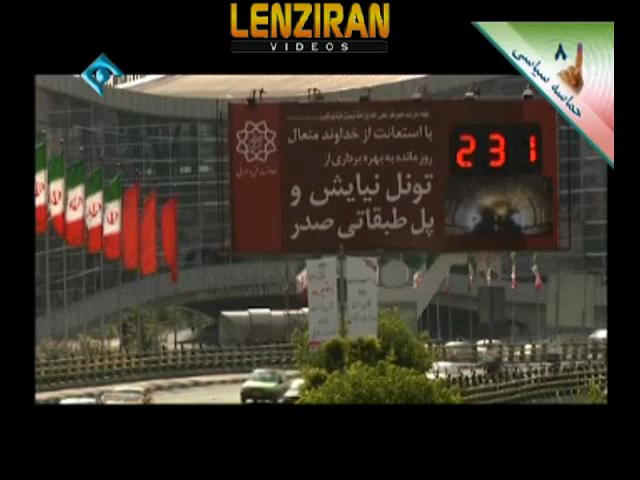 LENZIRAN
VIDEOS
۸
حماسه سیاسی
با استعانت از خداوند متعال
231
روز مانده به بهره برداری از
تونل نیایش و
پل طبقاتی صدر